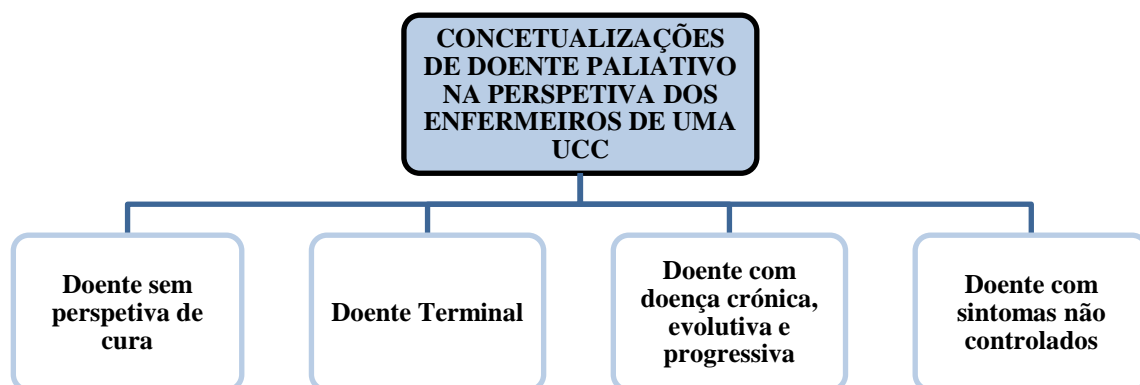 CONCETUALIZAÇÕES
DE DOENTE PALIATIVO
NA PERSPETIVA DOS
ENFERMEIROS DE UMA
UCC
Doente sem
perspetiva de
cura
Doente Terminal
Doente com
doença crónica,
evolutiva e
progressiva
Doente com
sintomas não
controlados